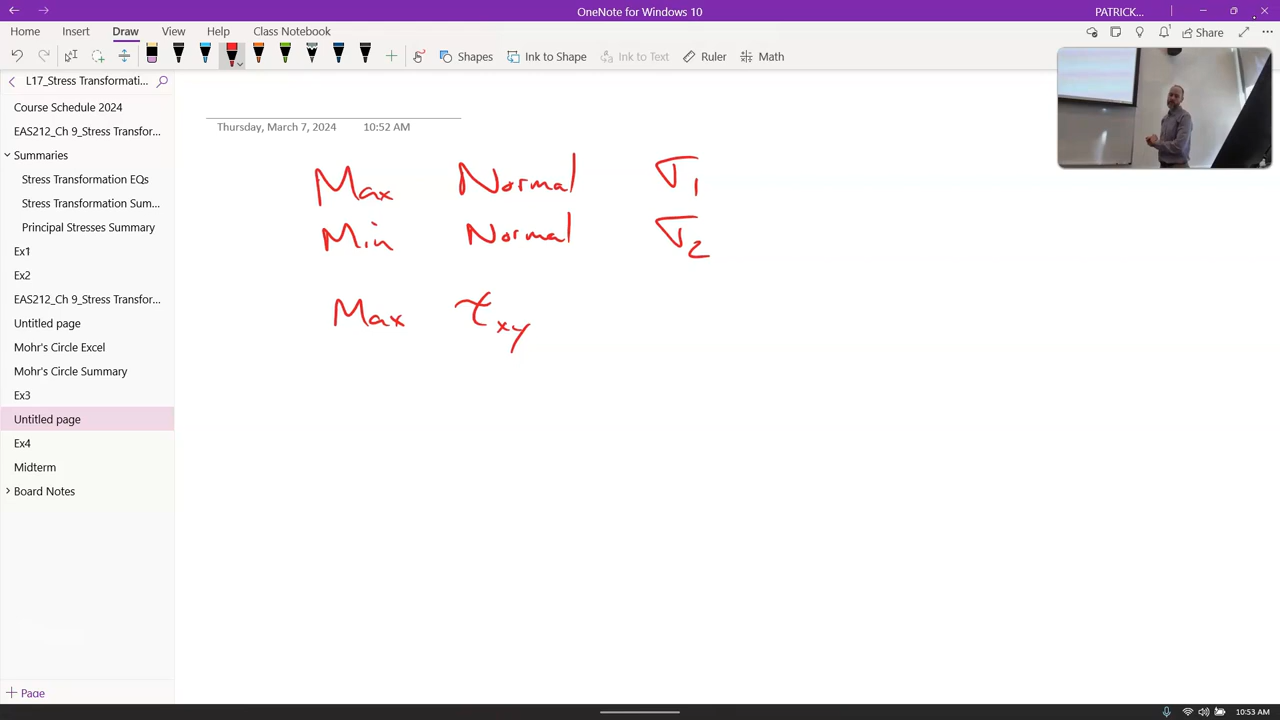 OneNote for Windows 10
PATRICK...
Home Insert Draw View Help Class Notebook
Share
Shapes Ink to Shape Ink to Text Ruler Math
L17_Stress Transformati...
Course Schedule 2024
EAS212_Ch 9_Stress Transfor...
Summaries
Stress Transformation EQs
Stress Transformation Sum...
Principal Stresses Summary
Ex1
Ex2
EAS212_Ch 9_Stress Transfor...
Untitled page
Mohr's Circle Excel
Mohr's Circle Summary
Ex3
Untitled page
Ex4
Midterm
Board Notes
+ Page
Thursday, March 7, 2024 10:52 AM
Max Normal σ1
Min Normal σ2
Max τxy
10:53 AM